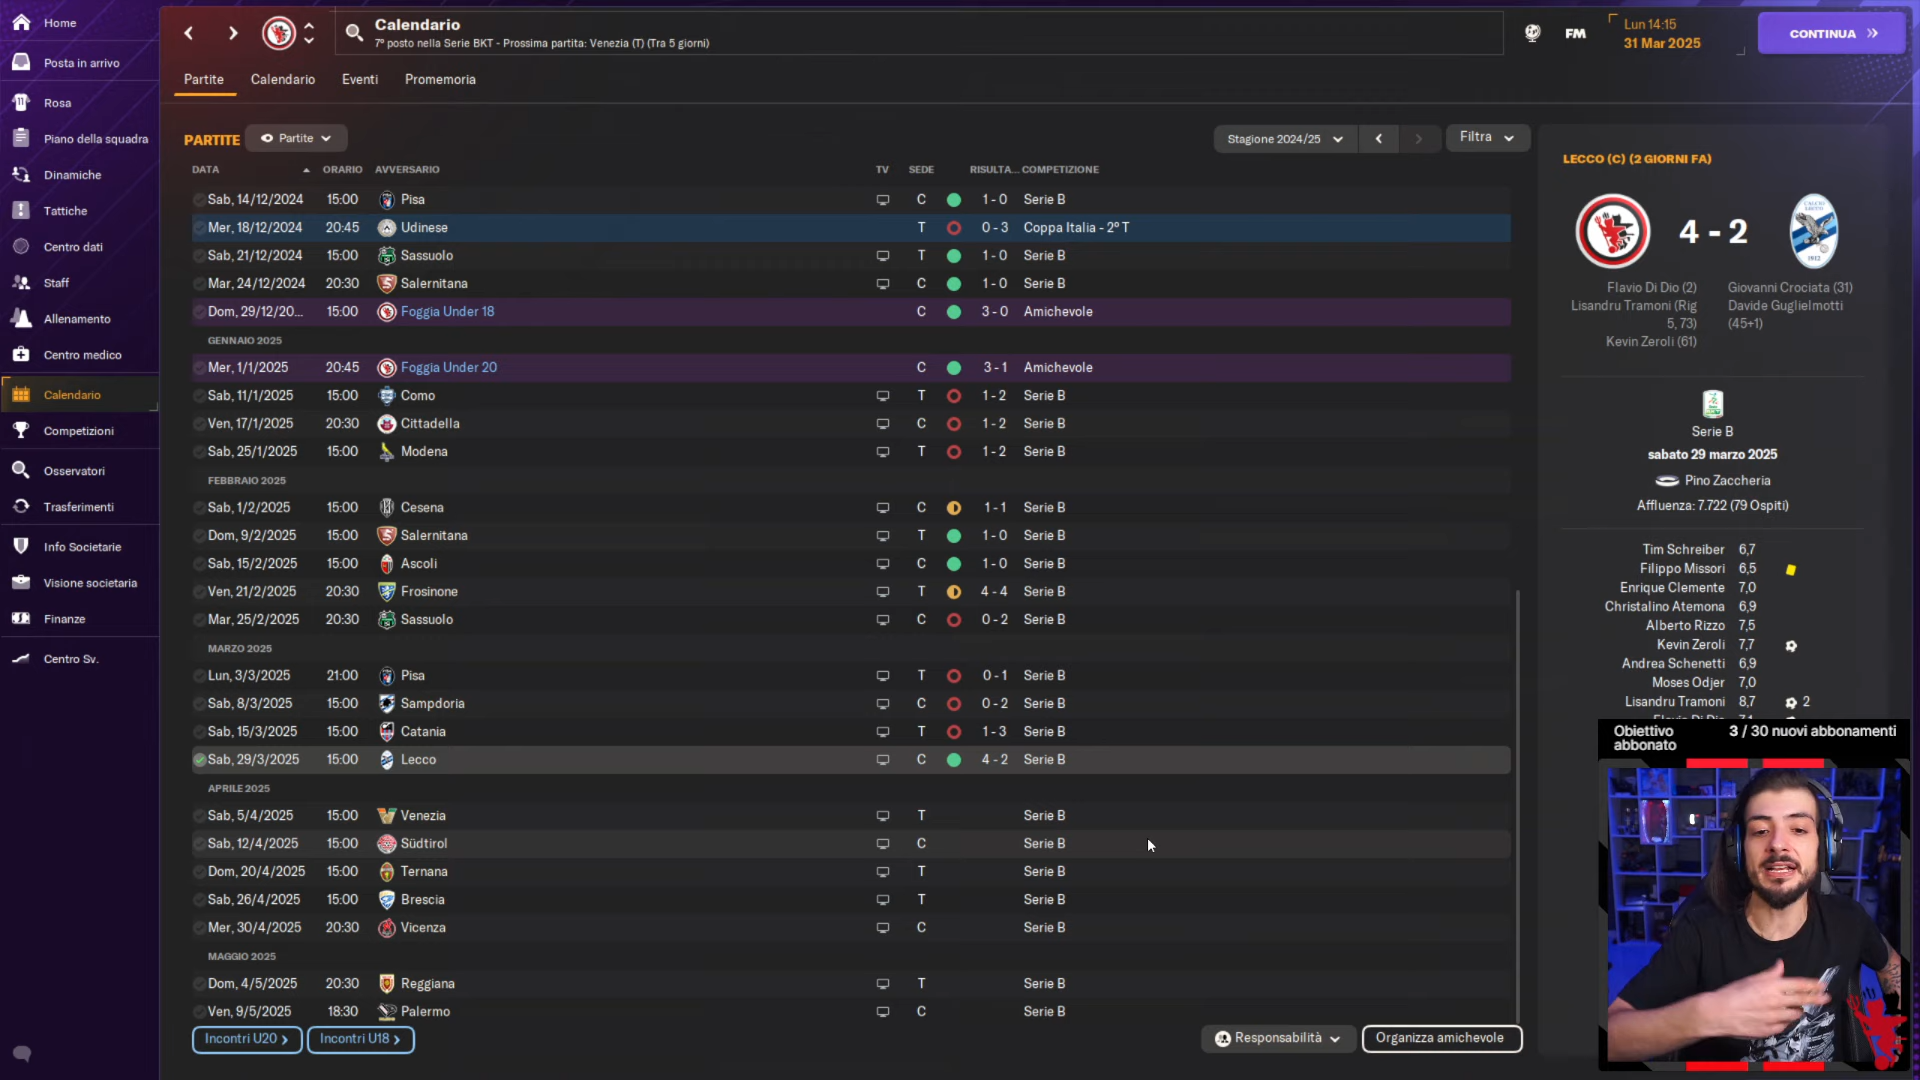 Home
Posta in arrivo
Rosa
Piano della squadra
Dinamiche
Tattiche
Centro dati
Staff
Allenamento
Centro medico
Calendario
Competizioni
Osservatori
Trasferimenti
Info Societarie
Visione societaria
Finanze
Centro Sv.
Calendario
7° posto nella Serie BKT - Prossima partita: Venezia (T) (Tra 5 giorni)
FM
Lun 14:15
31 Mar 2025
CONTINUA
Partite Calendario Eventi Promemoria
PARTITE Partite
Stagione 2024/25 Filtra
DATA ORARIO AVVERSARIO TV SEDE RISULTA... COMPETIZIONE
Sab, 14/12/2024 15:00 Pisa C 1 - 0 Serie B
Mer, 18/12/2024 20:45 Udinese T 0 - 3 Coppa Italia - 2° T
Sab, 21/12/2024 15:00 Sassuolo T 1 - 0 Serie B
Mar, 24/12/2024 20:30 Salernitana C 1 - 0 Serie B
Dom, 29/12/20... 15:00 Foggia Under 18 C 3 - 0 Amichevole
GENNAIO 2025
Mer, 1/1/2025 20:45 Foggia Under 20 C 3 - 1 Amichevole
Sab, 11/1/2025 15:00 Como T 1 - 2 Serie B
Ven, 17/1/2025 20:30 Cittadella C 1 - 2 Serie B
Sab, 25/1/2025 15:00 Modena T 1 - 2 Serie B
FEBBRAIO 2025
Sab, 1/2/2025 15:00 Cesena C 1 - 1 Serie B
Dom, 9/2/2025 15:00 Salernitana T 1 - 0 Serie B
Sab, 15/2/2025 15:00 Ascoli C 1 - 0 Serie B
Ven, 21/2/2025 20:30 Frosinone T 4 - 4 Serie B
Mar, 25/2/2025 20:30 Sassuolo C 0 - 2 Serie B
MARZO 2025
Lun, 3/3/2025 21:00 Pisa T 0 - 1 Serie B
Sab, 8/3/2025 15:00 Sampdoria C 0 - 2 Serie B
Sab, 15/3/2025 15:00 Catania T 1 - 3 Serie B
Sab, 29/3/2025 15:00 Lecco C 4 - 2 Serie B
APRILE 2025
Sab, 5/4/2025 15:00 Venezia T Serie B
Sab, 12/4/2025 15:00 Südtirol C Serie B
Dom, 20/4/2025 15:00 Ternana T Serie B
Sab, 26/4/2025 15:00 Brescia T Serie B
Mer, 30/4/2025 20:30 Vicenza C Serie B
MAGGIO 2025
Dom, 4/5/2025 20:30 Reggiana T Serie B
Ven, 9/5/2025 18:30 Palermo C Serie B
Incontri U20 Incontri U18
Responsabilità Organizza amichevole
LECCO (C) (2 GIORNI FA)
4 - 2
Flavio Di Dio (2)
Lisandru Tramoni (Rig
5, 73)
Kevin Zeroli (61)
Giovanni Crociata (31)
Davide Guglielmotti
(45+1)
Serie B
sabato 29 marzo 2025
Pino Zaccheria
Affluenza: 7.722 (79 Ospiti)
Tim Schreiber 6,7
Filippo Missori 6,5
Enrique Clemente 7,0
Christalino Atemona 6,9
Alberto Rizzo 7,5
Kevin Zeroli 7,7
Andrea Schenetti 6,9
Moses Odjer 7,0
Lisandru Tramoni 8,7 2
Obiettivo
abbonato
3 / 30 nuovi abbonamenti